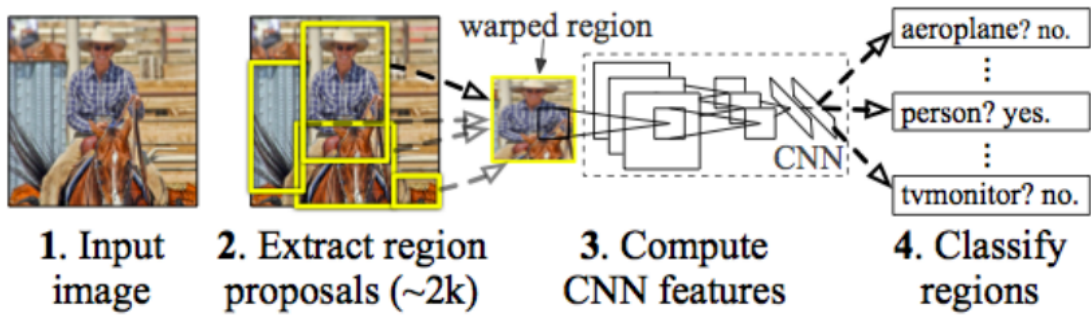 warped region
aeroplane? no.
⋮
person? yes.
⋮
tvmonitor? no.
CNN
1. Input
image
2. Extract region
proposals (~2k)
3. Compute
CNN features
4. Classify
regions